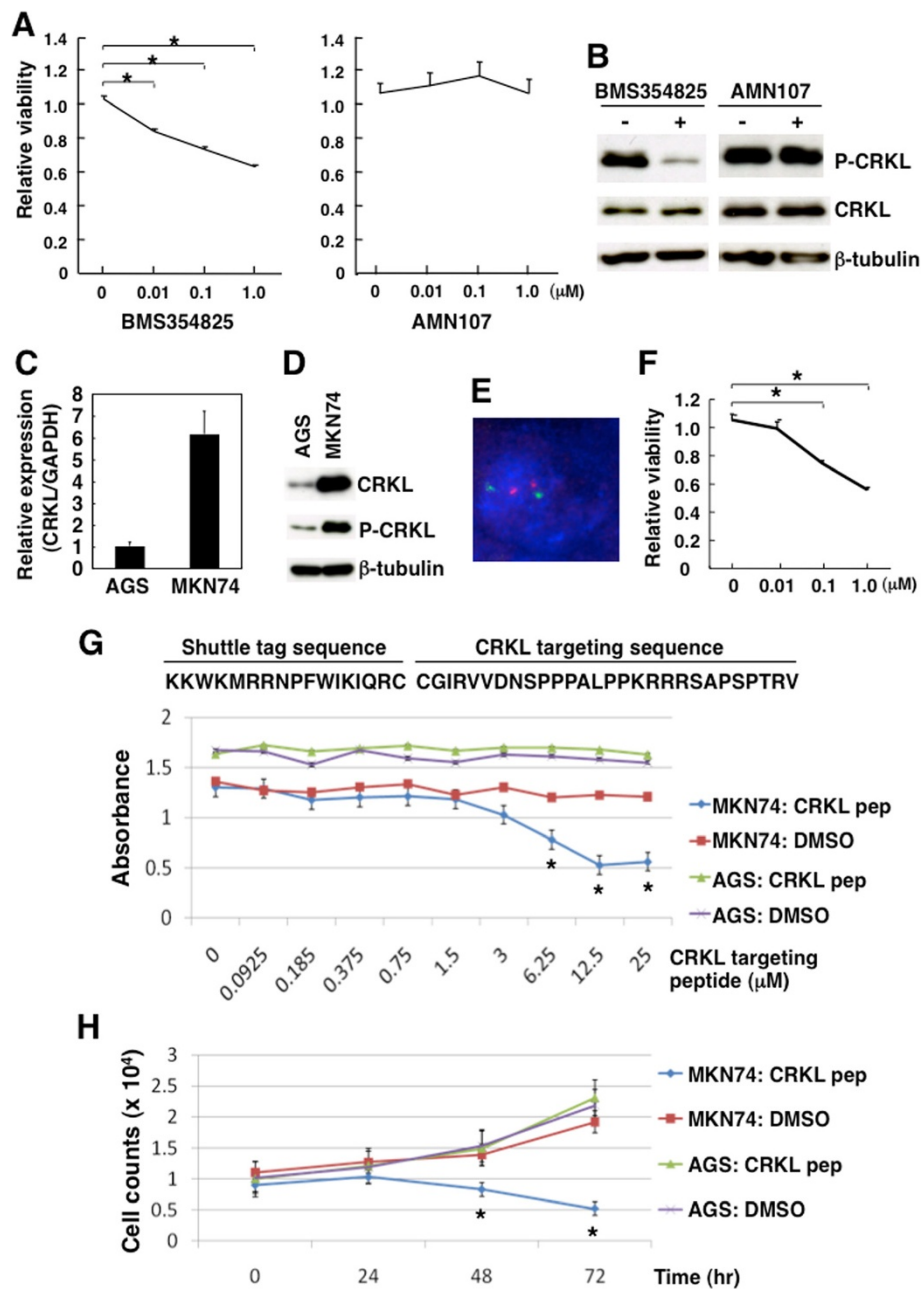 A
B
Relative viability
1.4
1.2
1.0
0.8
0.6
0.4
0.2
0
*
*
*
0 0.01 0.1 1.0
BMS354825
1.4
1.2
1.0
0.8
0.6
0.4
0.2
0
0 0.01 0.1 1.0 (μM)
AMN107
BMS354825 AMN107
- + - +
P-CRKL
CRKL
β-tubulin
C
D
E
F
Relative expression
(CRKL/GAPDH)
8
7
6
5
4
3
2
1
0
AGS MKN74
AGS
MKN74
CRKL
P-CRKL
β-tubulin
Relative viability
1.2
1.0
0.8
0.6
0.4
0.2
0
*
*
0 0.01 0.1 1.0 (μM)
G
Shuttle tag sequence CRKL targeting sequence
KKWKMRRNPFWIKIQRC CGIRVVDNSPPPALPPKRRRSAPSPTRV
Absorbance
2
1.5
1
0.5
0
* * *
MKN74: CRKL pep
MKN74: DMSO
AGS: CRKL pep
AGS: DMSO
0 0.0925 0.185 0.375 0.75 1.5 3 6.25 12.5 25
CRKL targeting
peptide (μM)
H
Cell counts (x 10⁴)
3
2.5
2
1.5
1
0.5
0
* *
MKN74: CRKL pep
MKN74: DMSO
AGS: CRKL pep
AGS: DMSO
0 24 48 72 Time (hr)